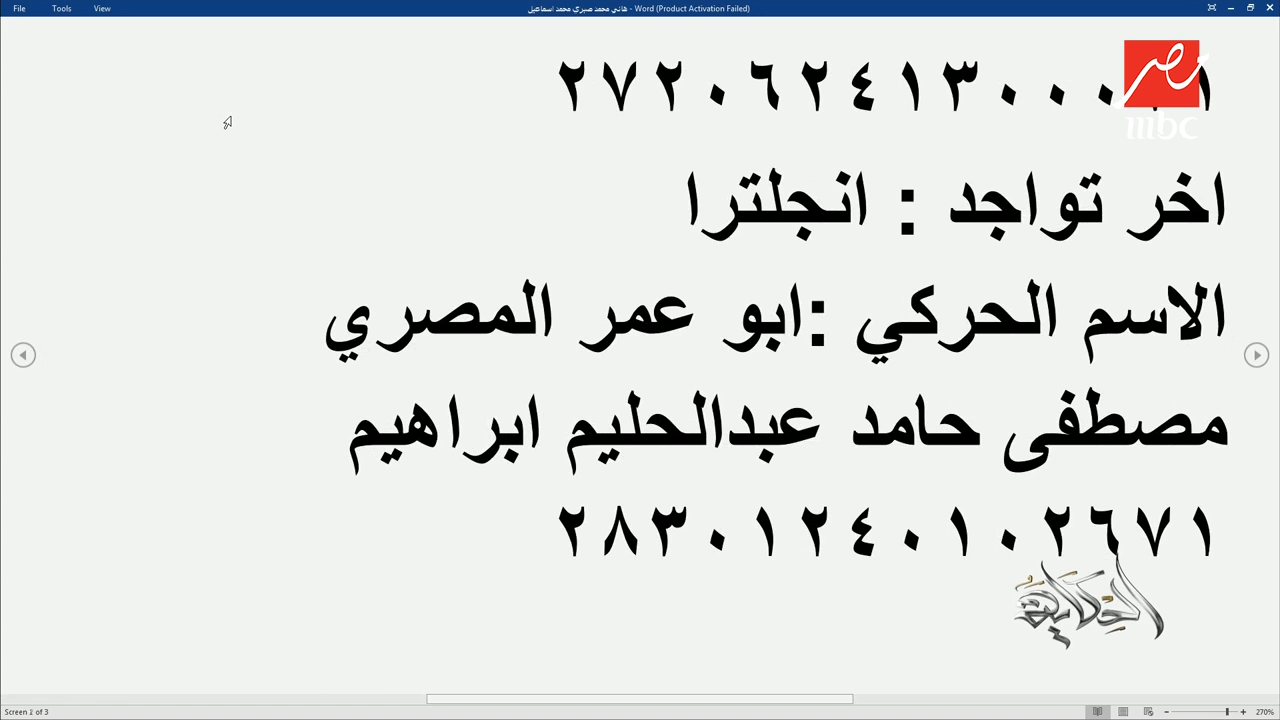 File Tools View
هاني محمد صبري محمد اسماعيل - Word (Product Activation Failed)
مصر
mbc
٢٧٢٠٦٢٤١٣٠٠٠
اخر تواجد : انجلترا
الاسم الحركي :ابو عمر المصري
مصطفى حامد عبدالحليم ابراهيم
٢٨٣٠١٢٤٠١٠٢٦٧١
الحكاية
Screen 2 of 3
270%